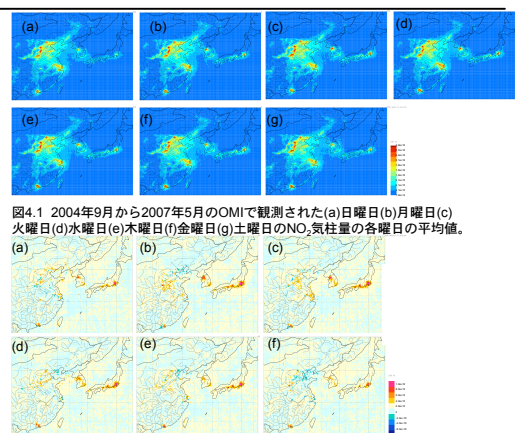 (a) (b) (c) (d)
(e) (f) (g)
図4.1 2004年9月から2007年5月のOMIで観測された(a)日曜日(b)月曜日(c)
火曜日(d)水曜日(e)木曜日(f)金曜日(g)土曜日のNO₂気柱量の各曜日の平均値。
(a) (b) (c)
(d) (e) (f)